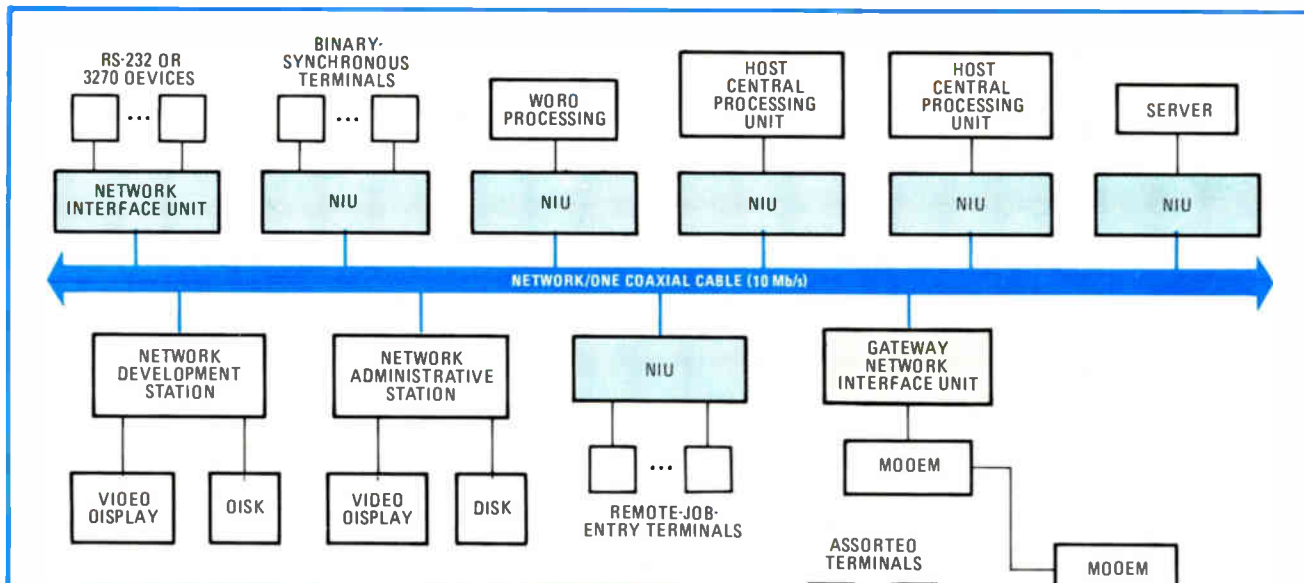 RS-232 OR
3270 OEVICES
BINARY-
SYNCHRONOUS
TERMINALS
WORO
PROCESSING
HOST
CENTRAL
PROCESSING
UNIT
HOST
CENTRAL
PROCESSING
UNIT
SERVER
NETWORK
INTERFACE UNIT
NIU
NIU
NIU
NIU
NIU
NETWORK/ONE COAXIAL CABLE (10 Mb/s)
NETWORK
DEVELOPMENT
STATION
NETWORK
ADMINISTRATIVE
STATION
NIU
GATEWAY
NETWORK
INTERFACE UNIT
VIOEO
OISPLAY
OISK
VIDEO
OISPLAY
DISK
REMOTE-JOB-
ENTRY TERMINALS
MOOEM
ASSORTEO
TERMINALS
MOOEM